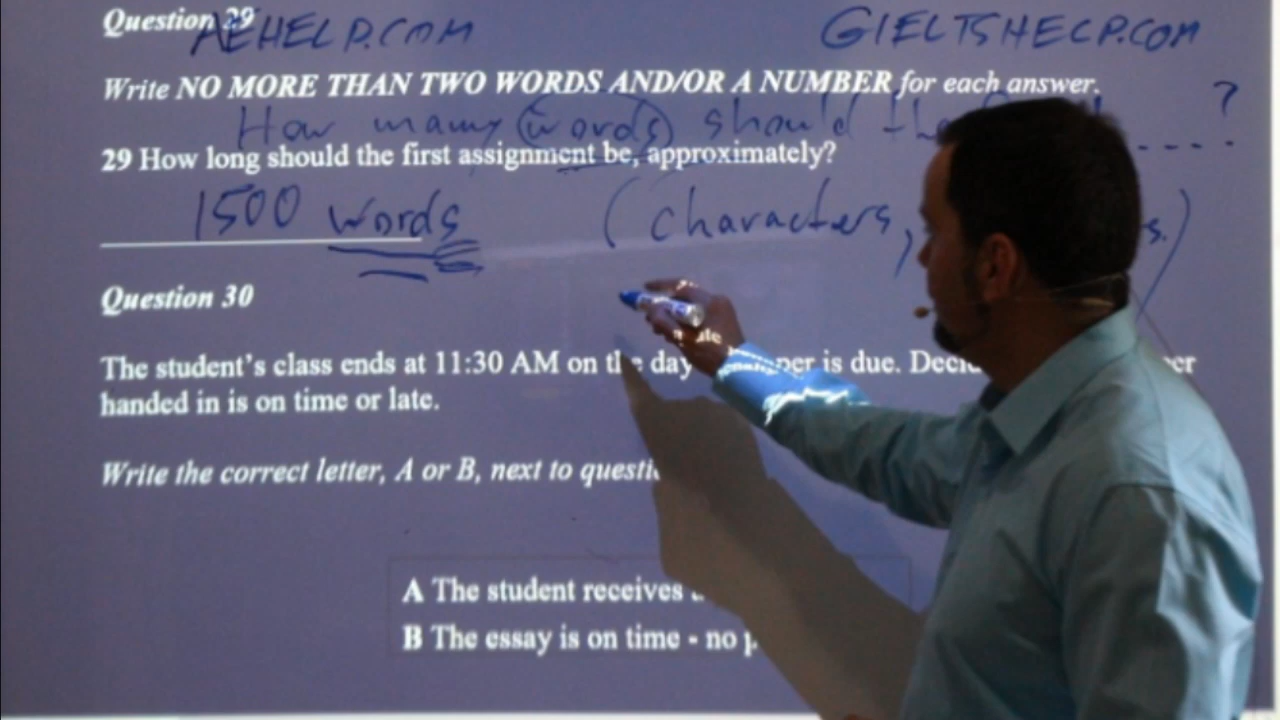 Question 29
AEHELP.COM GIELTSHELP.COM
Write NO MORE THAN TWO WORDS AND/OR A NUMBER for each answer.
How many words should the ?
29 How long should the first assignment be, approximately?
1500 words (characters, s.)
Question 30
The student's class ends at 11:30 AM on the day per is due.
handed in is on time or late.
Write the correct letter, A or B, next to
A The student receives
B The essay is on time - no